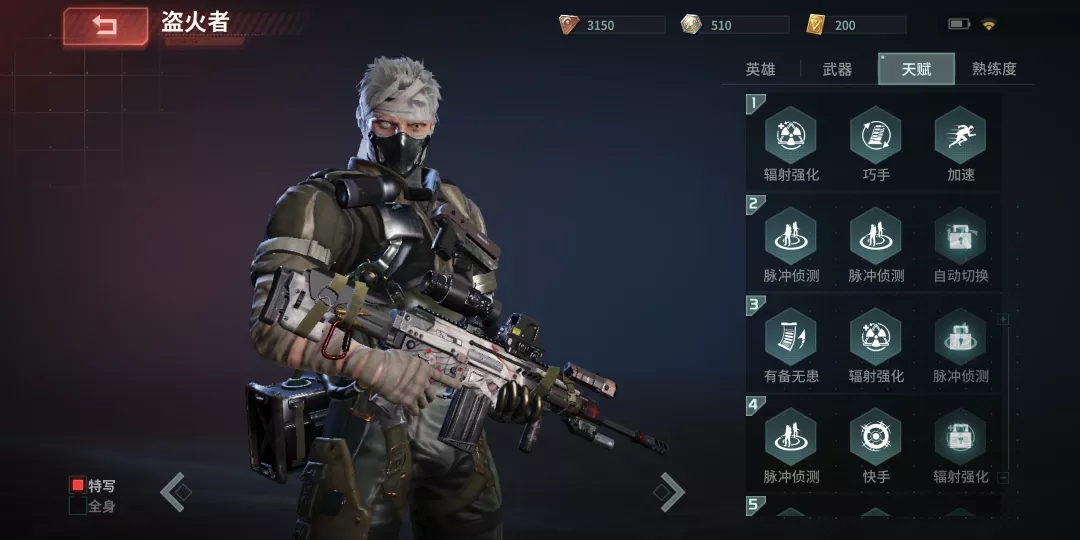 盗火者
3150
510
200
英雄
武器
天赋
熟练度
1
辐射强化
巧手
加速
2
脉冲侦测
脉冲侦测
自动切换
3
有备无患
辐射强化
脉冲侦测
4
脉冲侦测
快手
辐射强化
5
特写
全身